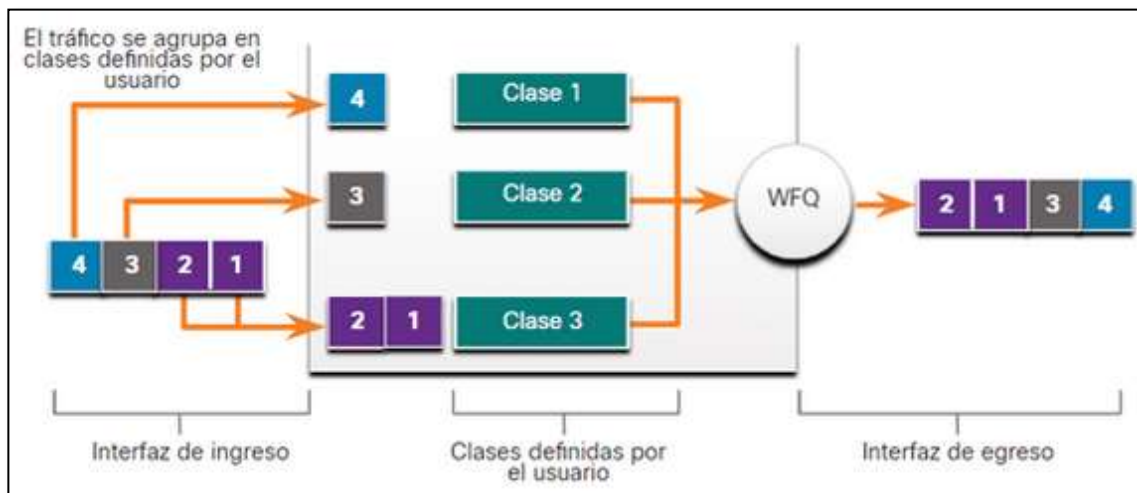 El tráfico se agrupa en
clases definidas por el
usuario
4
Clase 1
3
Clase 2
WFQ
2 1 3 4
4 3 2 1
2 1
Clase 3
Interfaz de ingreso
Clases definidas por
el usuario
Interfaz de egreso